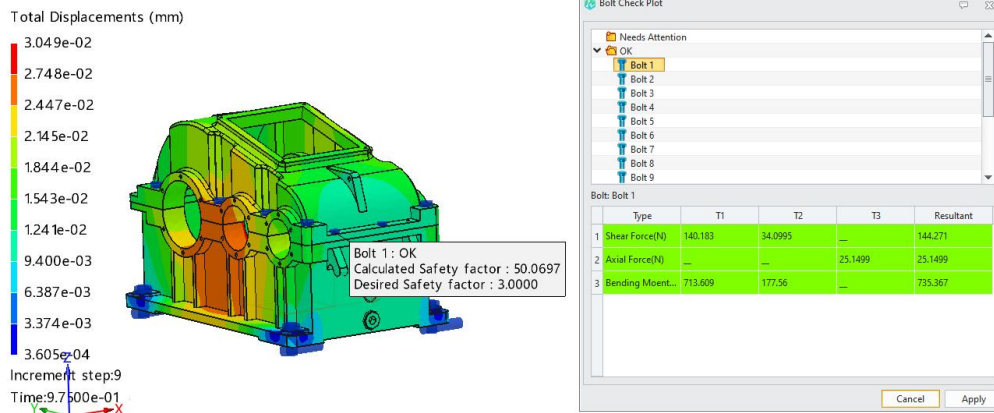 Total Displacements (mm)
3.049e-02
2.748e-02
2.447e-02
2.145e-02
1.844e-02
1.543e-02
1.241e-02
9.400e-03
6.387e-03
3.374e-03
3.605e-04
Z
Increment step:9
Time:9.7500e-01
Y X
Bolt 1 : OK
Calculated Safety factor : 50.0697
Desired Safety factor : 3.0000
Bolt Check Plot
Needs Attention
OK
Bolt 1
Bolt 2
Bolt 3
Bolt 4
Bolt 5
Bolt 6
Bolt 7
Bolt 8
Bolt 9
Bolt: Bolt 1
Type T1 T2 T3 Resultant
1 Shear Force(N) 140.183 34.0995 __ 144.271
2 Axial Force(N) __ __ 25.1499 25.1499
3 Bending Moent... 713.609 177.56 __ 735.367
Cancel Apply